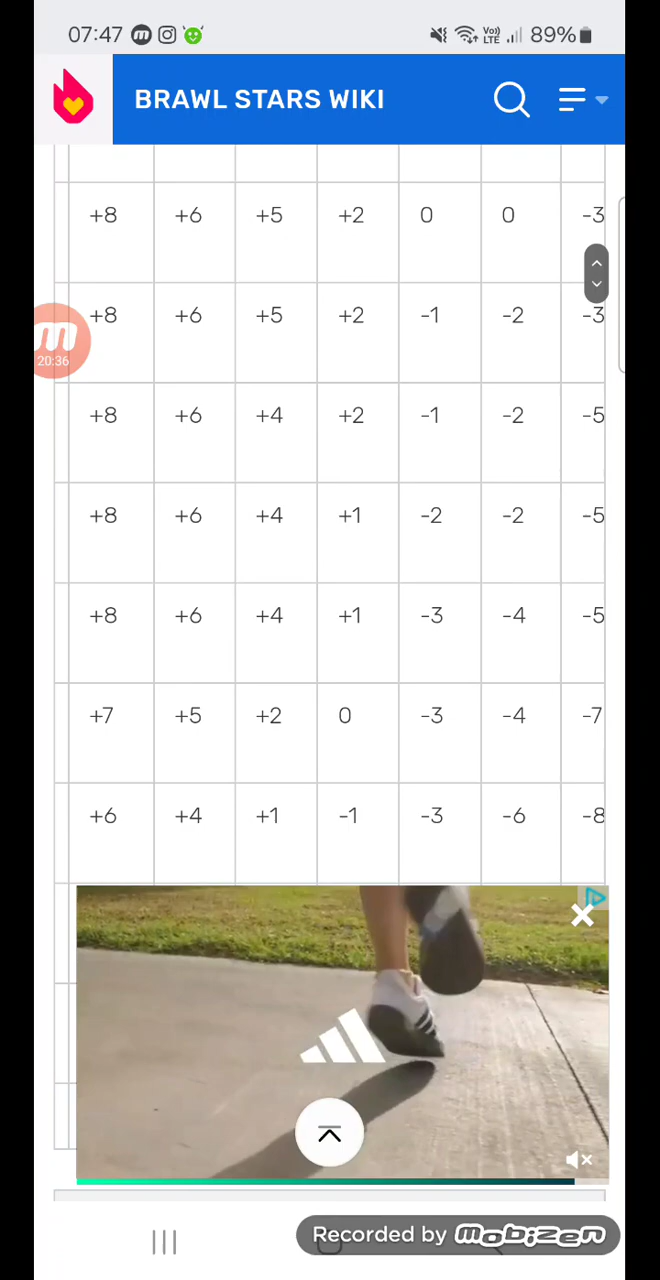 07:47 m Vo)) LTE 89%
BRAWL STARS WIKI
+8 +6 +5 +2 0 0 -3
+8 +6 +5 +2 -1 -2 -3
m
20:36
+8 +6 +4 +2 -1 -2 -5
+8 +6 +4 +1 -2 -2 -5
+8 +6 +4 +1 -3 -4 -5
+7 +5 +2 0 -3 -4 -7
+6 +4 +1 -1 -3 -6 -8
Recorded by mobizen